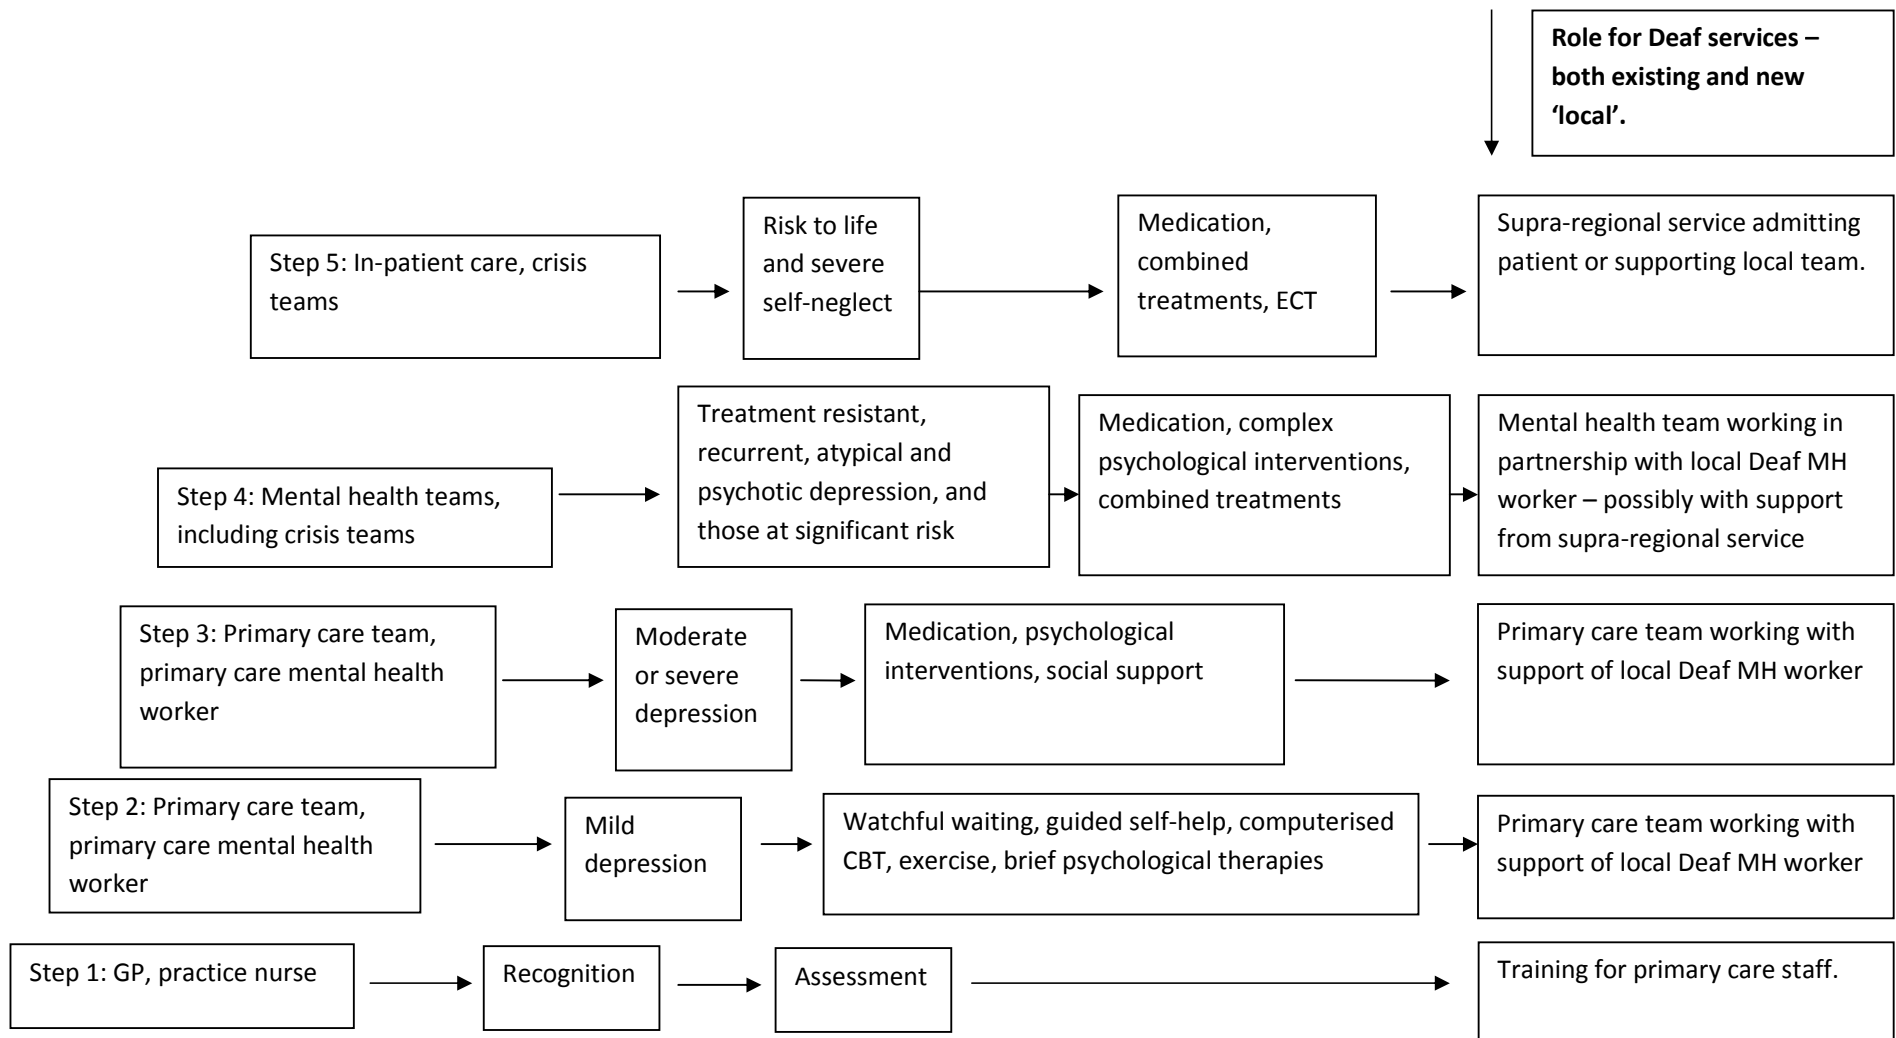 Role for Deaf services –
both existing and new
‘local’.
Step 5: In-patient care, crisis
teams
Risk to life
and severe
self-neglect
Medication,
combined
treatments, ECT
Supra-regional service admitting
patient or supporting local team.
Step 4: Mental health teams,
including crisis teams
Treatment resistant,
recurrent, atypical and
psychotic depression, and
those at significant risk
Medication, complex
psychological interventions,
combined treatments
Mental health team working in
partnership with local Deaf MH
worker – possibly with support
from supra-regional service
Step 3: Primary care team,
primary care mental health
worker
Moderate
or severe
depression
Medication, psychological
interventions, social support
Primary care team working with
support of local Deaf MH worker
Step 2: Primary care team,
primary care mental health
worker
Mild
depression
Watchful waiting, guided self-help, computerised
CBT, exercise, brief psychological therapies
Primary care team working with
support of local Deaf MH worker
Step 1: GP, practice nurse
Recognition
Assessment
Training for primary care staff.